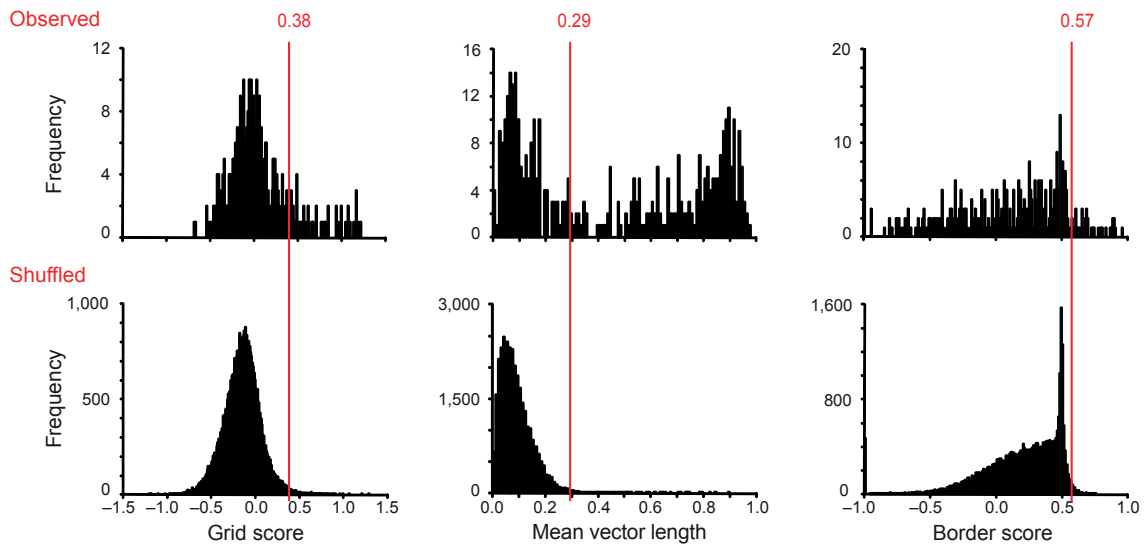 Observed
0.38
0.29
0.57
Frequency
12
8
4
0
16
12
8
4
0
20
10
0
Shuffled
Frequency
1,000
500
0
–1.5 –1.0 –0.5 0.0 0.5 1.0 1.5
Grid score
3,000
1,500
0
0.0 0.2 0.4 0.6 0.8 1.0
Mean vector length
1,600
800
0
–1.0 –0.5 0.0 0.5 1.0
Border score